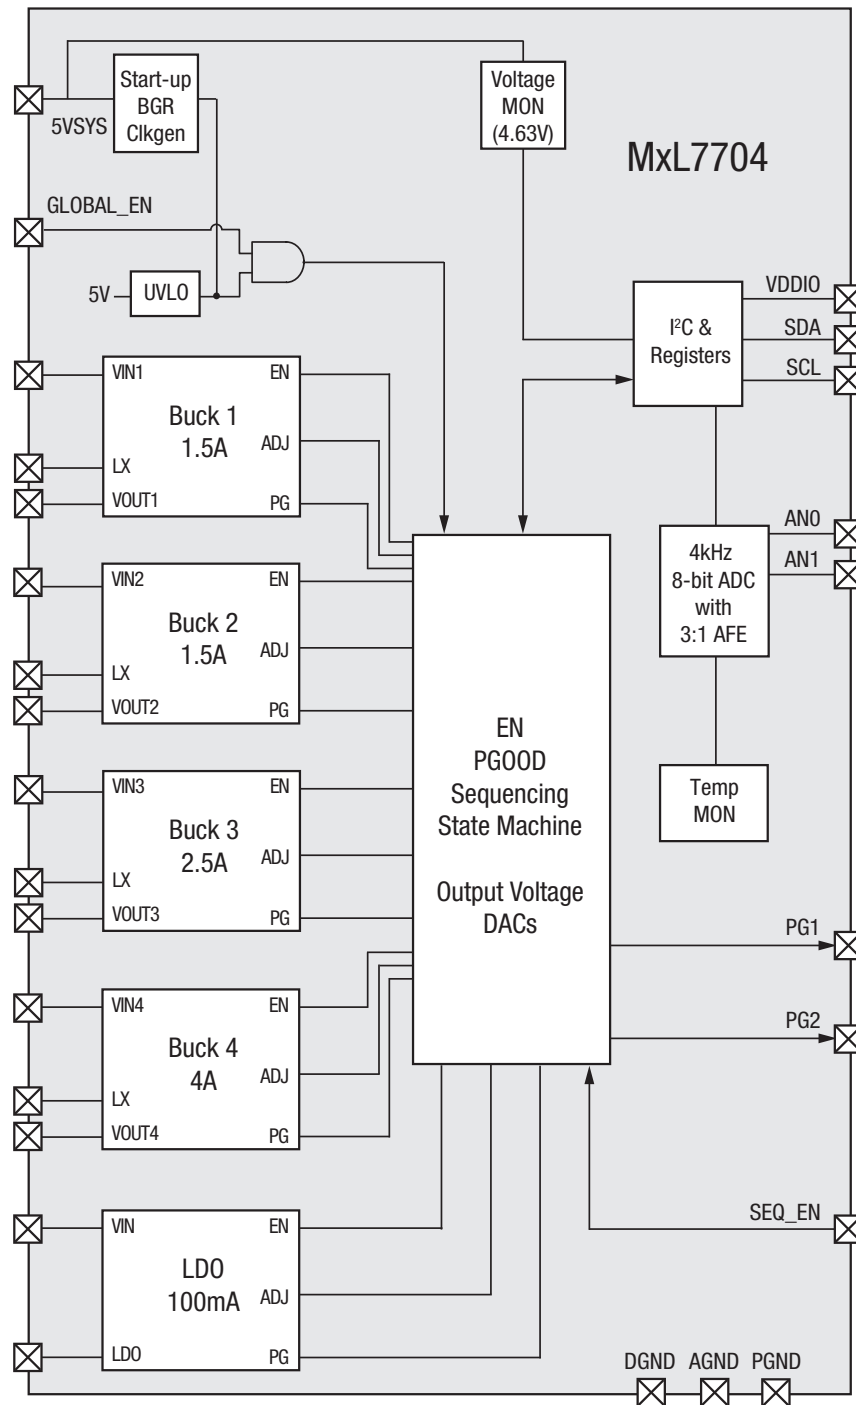 Start-up
BGR
Clkgen
5VSYS
Voltage
MON
(4.63V)
MxL7704
GLOBAL_EN
5V
UVLO
I²C &
Registers
VDDIO
SDA
SCL
VIN1
EN
Buck 1
1.5A
ADJ
LX
VOUT1
PG
AN0
AN1
4kHz
8-bit ADC
with
3:1 AFE
VIN2
EN
Buck 2
1.5A
ADJ
LX
VOUT2
PG
EN
PGOOD
Sequencing
State Machine
Output Voltage
DACs
Temp
MON
VIN3
EN
Buck 3
2.5A
ADJ
LX
VOUT3
PG
PG1
PG2
VIN4
EN
Buck 4
4A
ADJ
LX
VOUT4
PG
SEQ_EN
VIN
EN
LDO
100mA
ADJ
LDO
PG
DGND AGND PGND